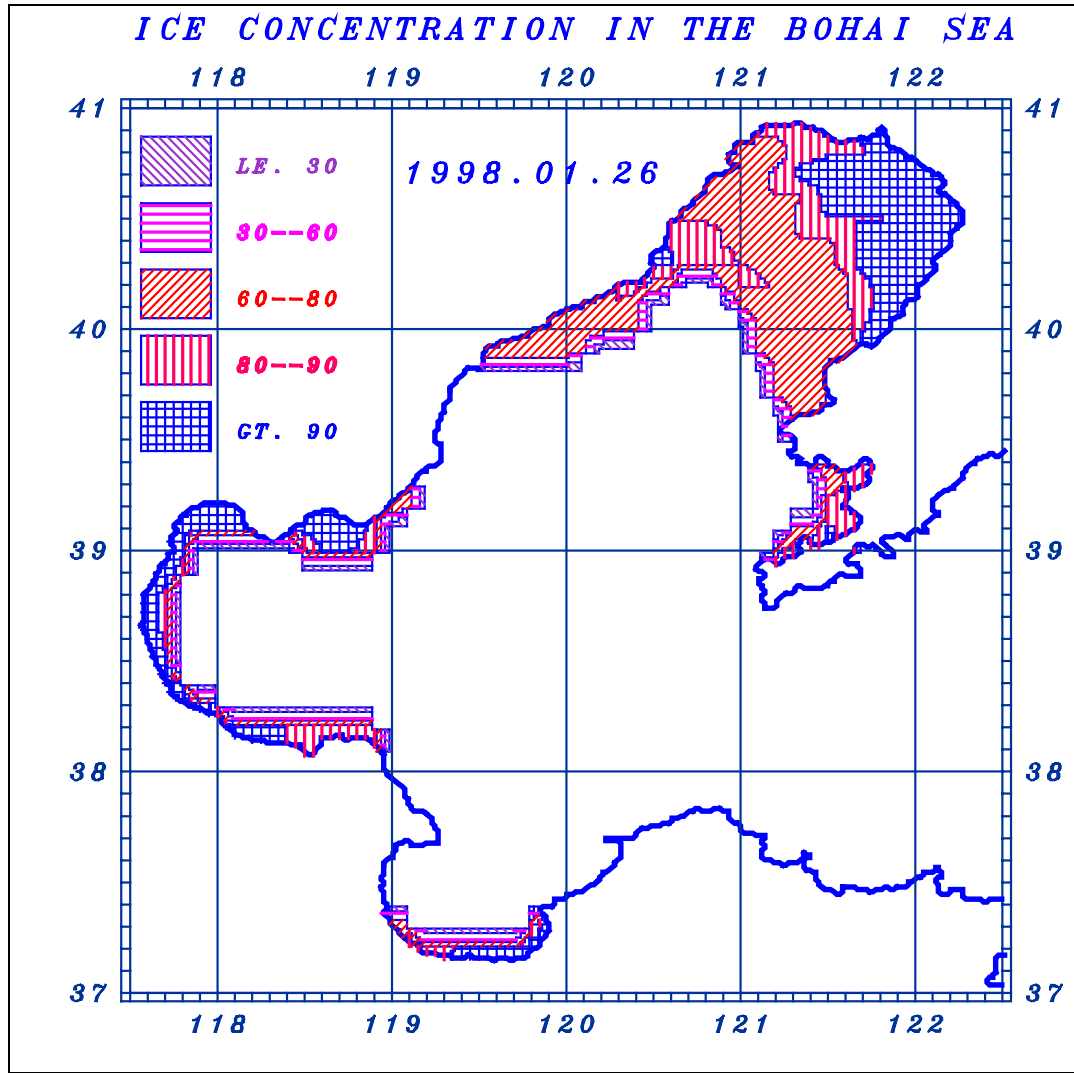 ICE CONCENTRATION IN THE BOHAI SEA
118 119 120 121 122
41 41
LE. 30
1998.01.26
30--60
60--80
40 40
80--90
GT. 90
39 39
38 38
37 37
118 119 120 121 122